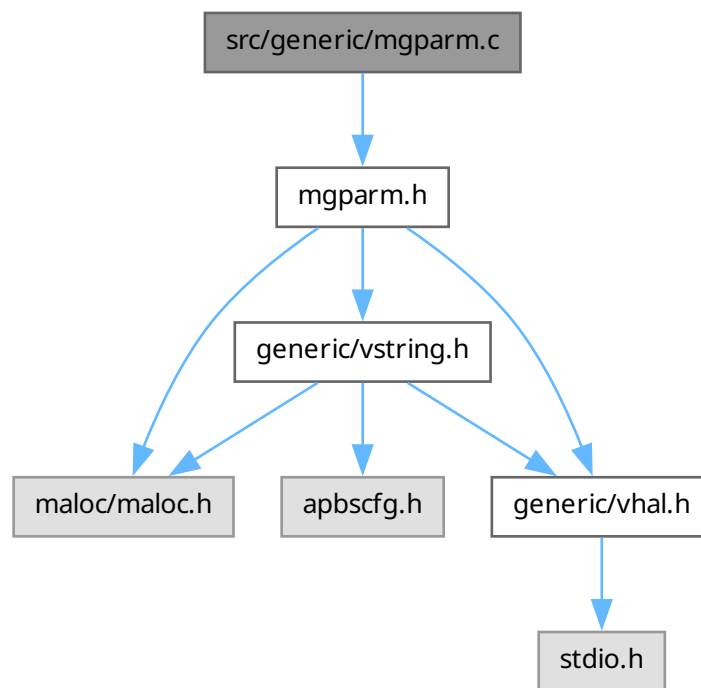 src/generic/mgparm.c
mgparm.h
generic/vstring.h
maloc/maloc.h
apbscfg.h
generic/vhal.h
stdio.h